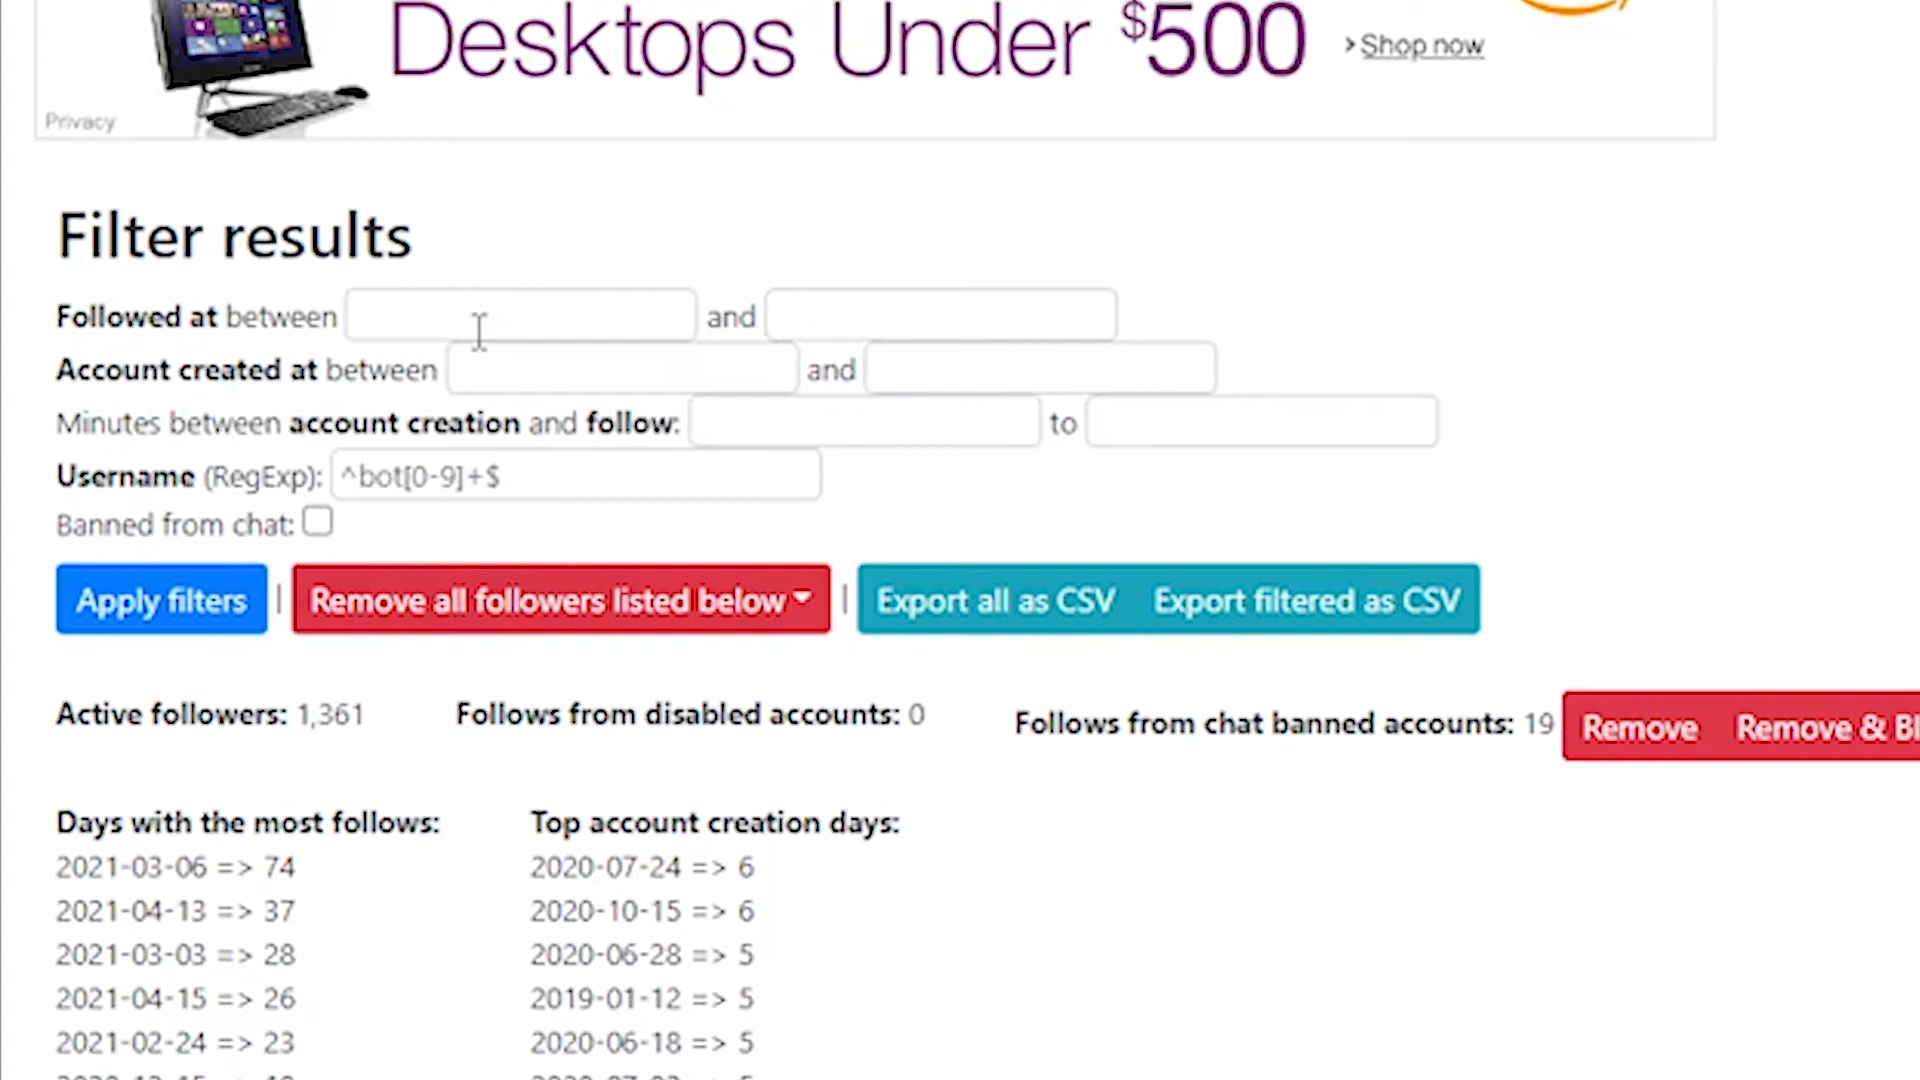 Desktops Under $500 > Shop now
Privacy
Filter results
Followed at between and
Account created at between and
Minutes between account creation and follow: to
Username (RegExp): ^bot[0-9]+$
Banned from chat:
Apply filters | Remove all followers listed below | Export all as CSV Export filtered as CSV
Active followers: 1,361 Follows from disabled accounts: 0 Follows from chat banned accounts: 19 Remove Remove & Bl
Days with the most follows: Top account creation days:
2021-03-06 => 74 2020-07-24 => 6
2021-04-13 => 37 2020-10-15 => 6
2021-03-03 => 28 2020-06-28 => 5
2021-04-15 => 26 2019-01-12 => 5
2021-02-24 => 23 2020-06-18 => 5